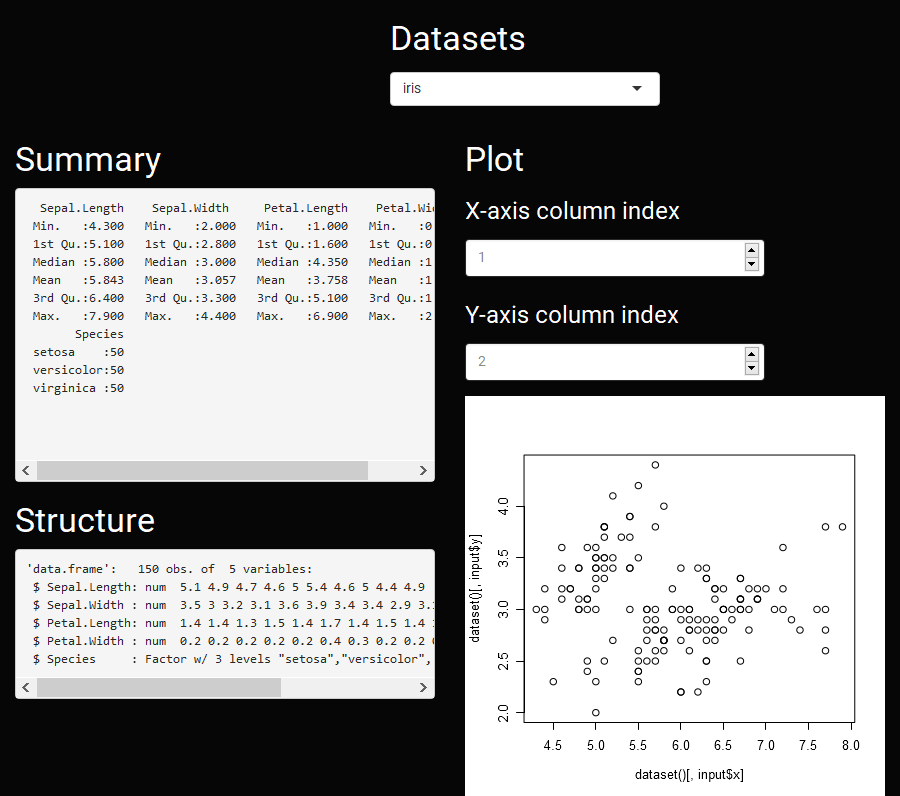 Datasets
iris
Summary
Sepal.Length Sepal.Width Petal.Length Petal.Wi
Min. :4.300 Min. :2.000 Min. :1.000 Min. :0
1st Qu.:5.100 1st Qu.:2.800 1st Qu.:1.600 1st Qu.:0
Median :5.800 Median :3.000 Median :4.350 Median :1
Mean :5.843 Mean :3.057 Mean :3.758 Mean :1
3rd Qu.:6.400 3rd Qu.:3.300 3rd Qu.:5.100 3rd Qu.:1
Max. :7.900 Max. :4.400 Max. :6.900 Max. :2
Species
setosa :50
versicolor:50
virginica :50
Structure
'data.frame': 150 obs. of 5 variables:
$ Sepal.Length: num 5.1 4.9 4.7 4.6 5 5.4 4.6 5 4.4 4.9
$ Sepal.Width : num 3.5 3 3.2 3.1 3.6 3.9 3.4 3.4 2.9 3.
$ Petal.Length: num 1.4 1.4 1.3 1.5 1.4 1.7 1.4 1.5 1.4
$ Petal.Width : num 0.2 0.2 0.2 0.2 0.2 0.4 0.3 0.2 0.2
$ Species : Factor w/ 3 levels "setosa","versicolor",
Plot
X-axis column index
1
Y-axis column index
2
dataset()[, input$y]
4.0
3.5
3.0
2.5
2.0
4.5 5.0 5.5 6.0 6.5 7.0 7.5 8.0
dataset()[, input$x]